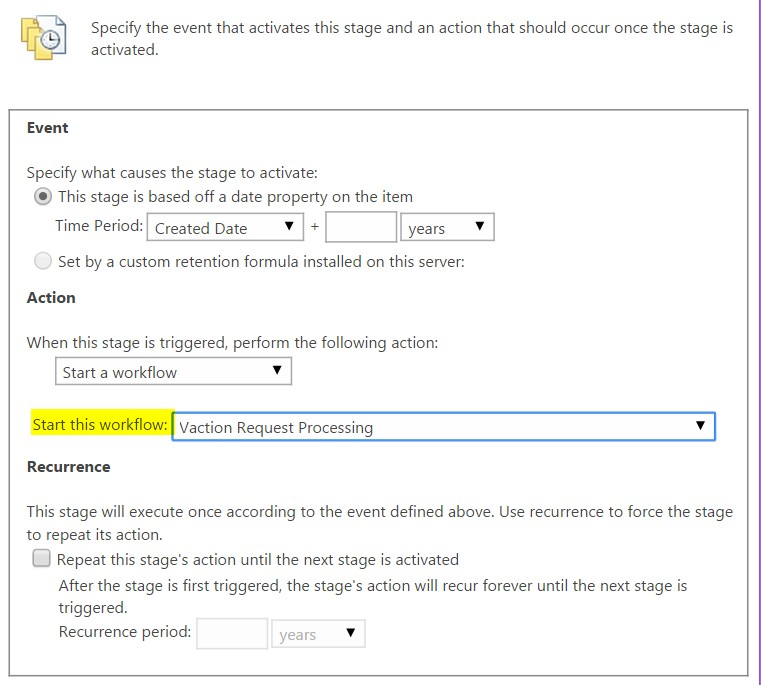 Specify the event that activates this stage and an action that should occur once the stage is
activated.
Event
Specify what causes the stage to activate:
This stage is based off a date property on the item
Time Period: Created Date + years
Set by a custom retention formula installed on this server:
Action
When this stage is triggered, perform the following action:
Start a workflow
Start this workflow: Vaction Request Processing
Recurrence
This stage will execute once according to the event defined above. Use recurrence to force the stage
to repeat its action.
Repeat this stage's action until the next stage is activated
After the stage is first triggered, the stage's action will recur forever until the next stage is
triggered.
Recurrence period: years